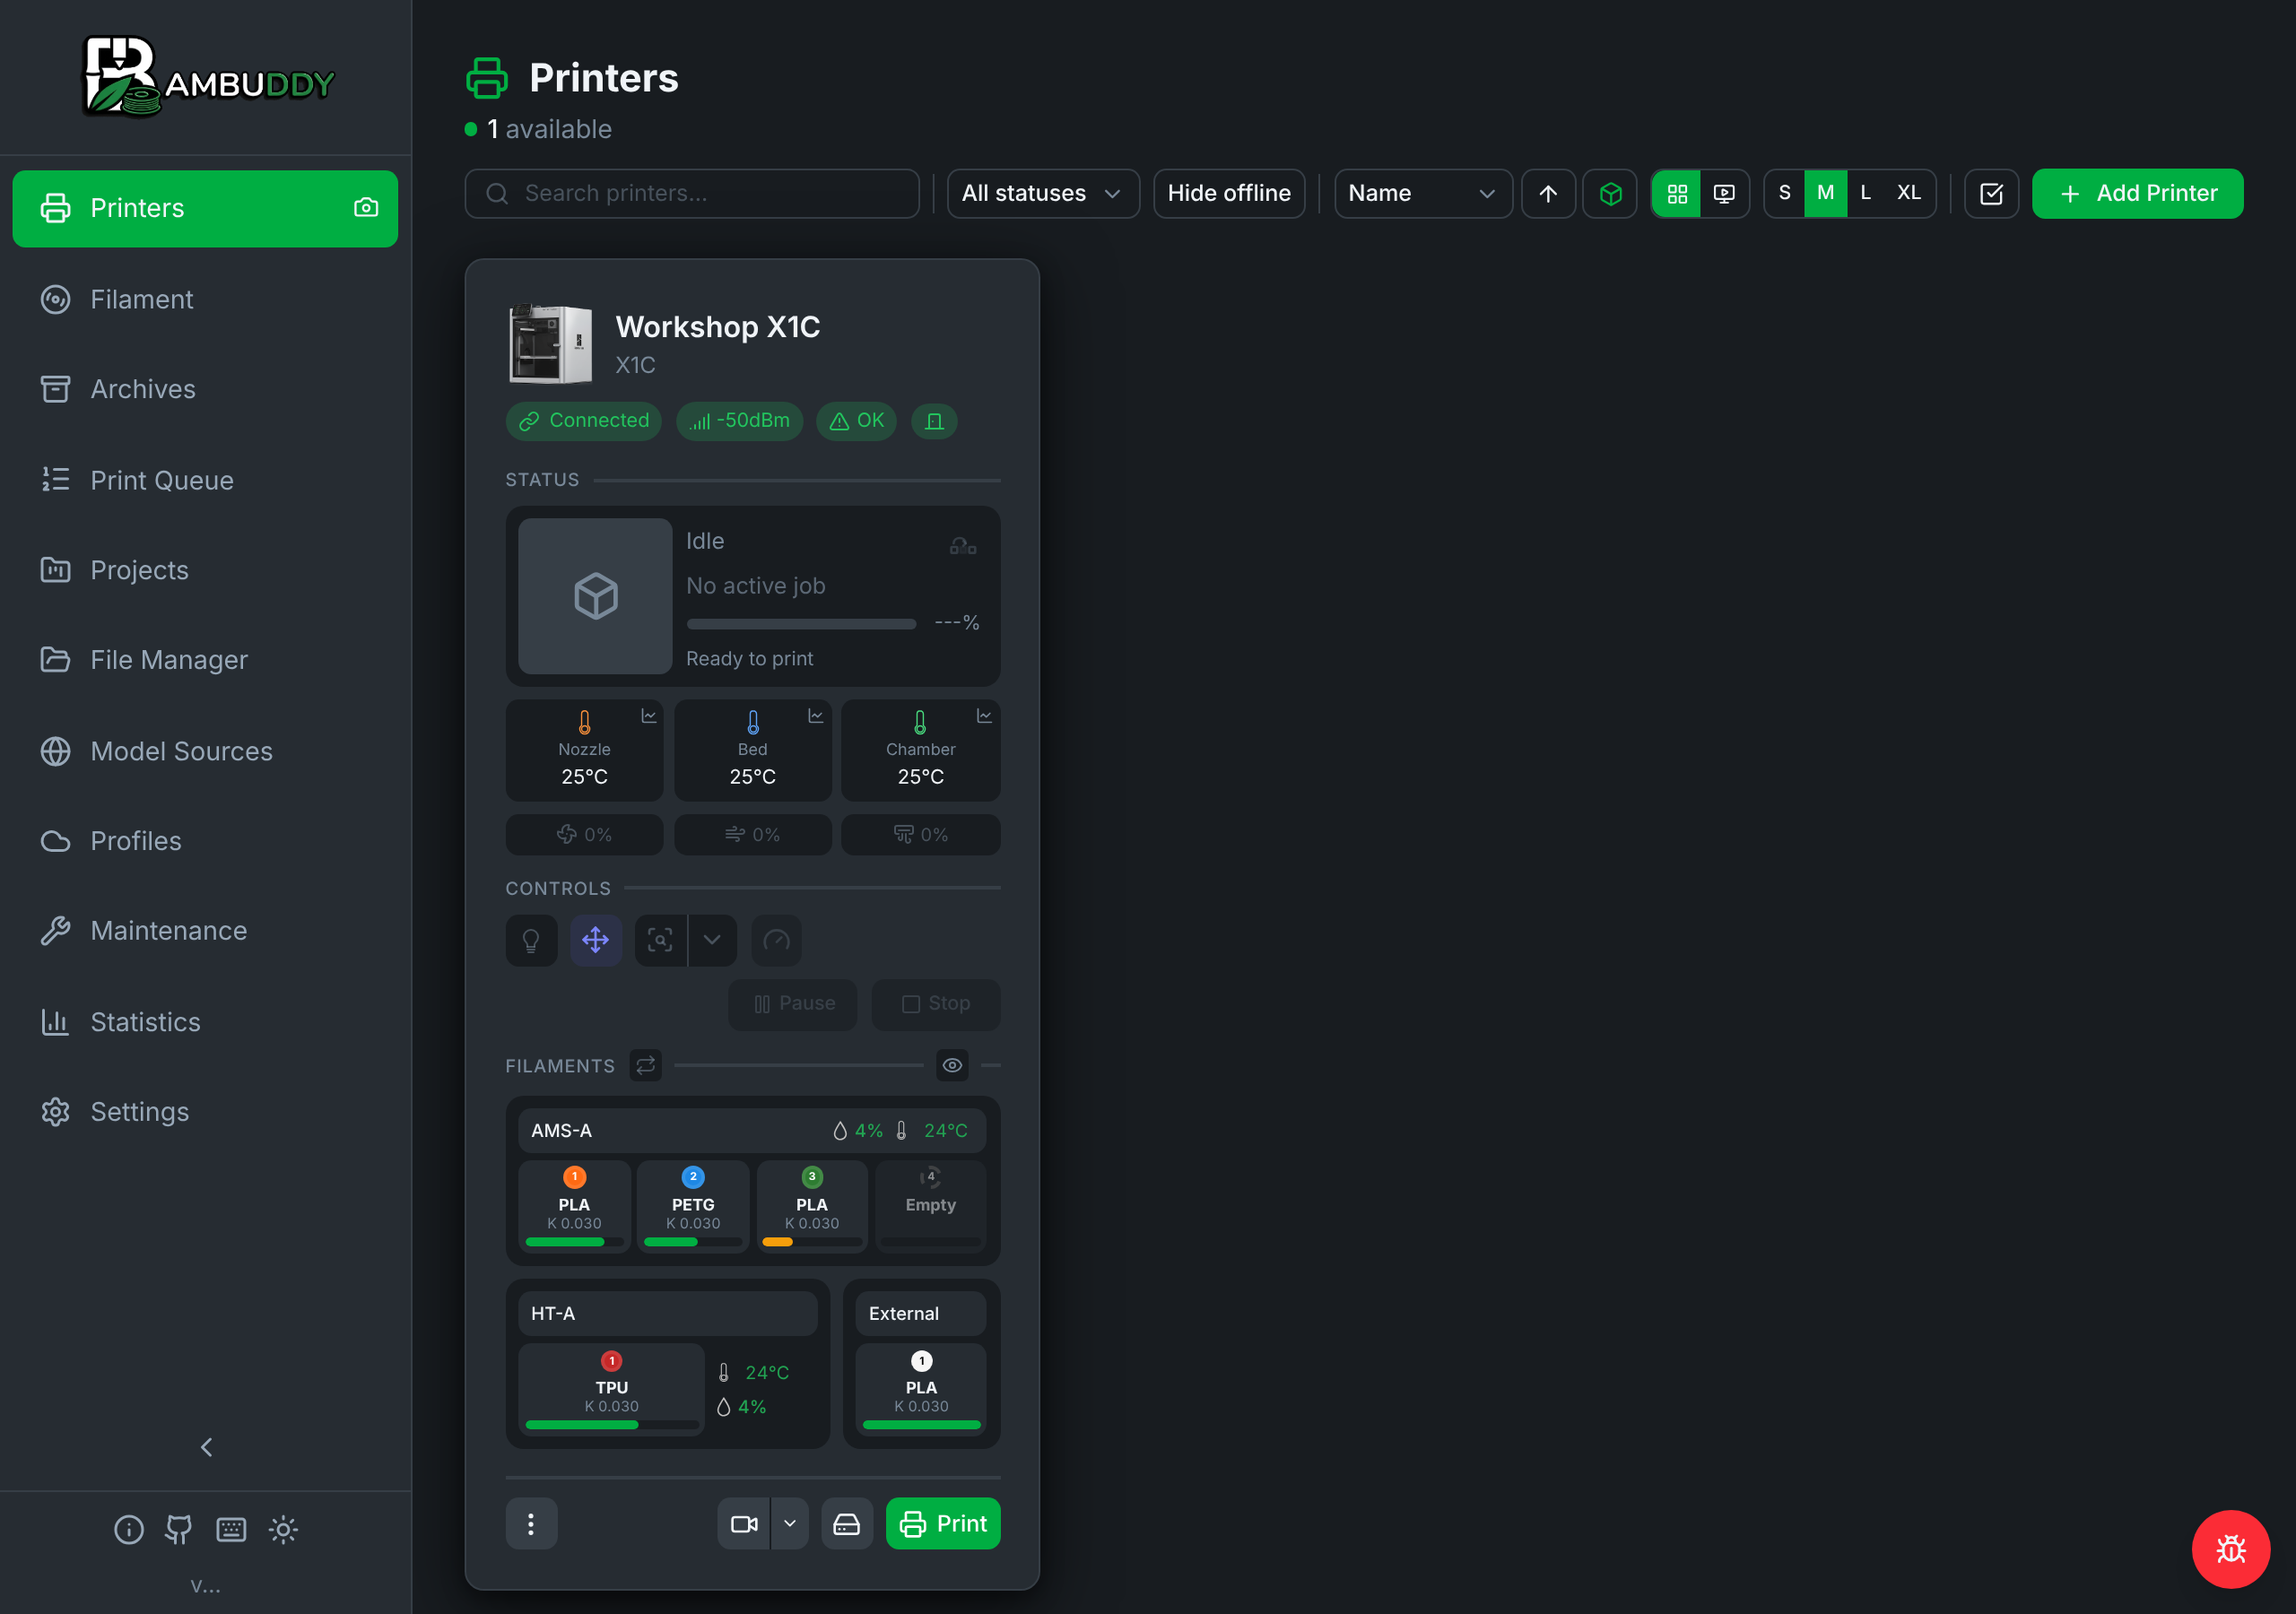 BAMBUDDY
Printers
Filament
Archives
1
2
Print Queue
Projects
File Manager
Model Sources
Profiles
Maintenance
Statistics
Settings
v...
Printers
1 available
Search printers...
All statuses
Hide offline
Name
S M L XL
Add Printer
Workshop X1C
X1C
Connected
-50dBm
OK
STATUS
Idle
No active job
---%
Ready to print
Nozzle
25°C
Bed
25°C
Chamber
25°C
0%
0%
0%
CONTROLS
Pause
Stop
FILAMENTS
AMS-A
4%
24°C
1
PLA
K 0.030
2
PETG
K 0.030
3
PLA
K 0.030
4
Empty
HT-A
1
TPU
K 0.030
24°C
4%
External
1
PLA
K 0.030
Print